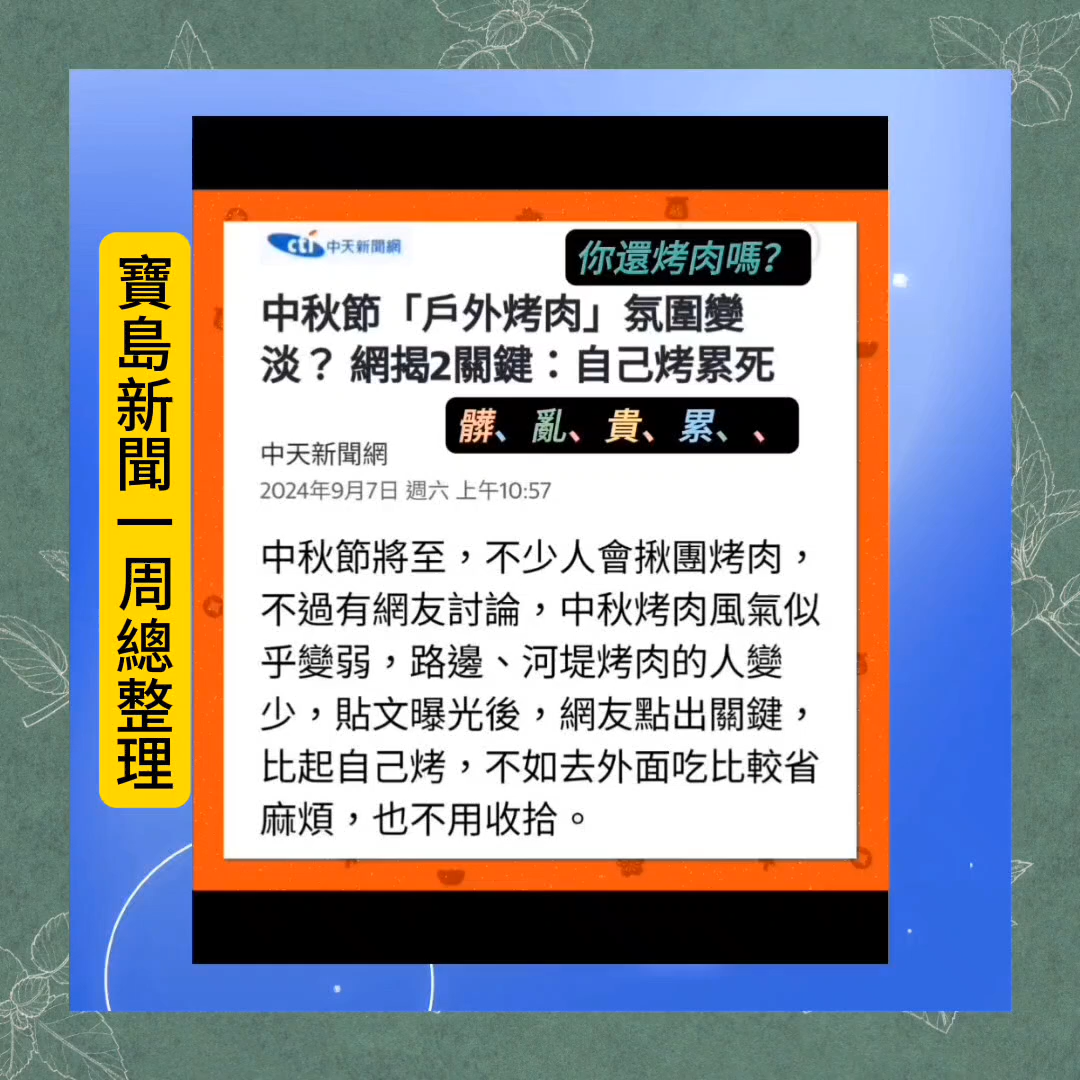 寶島新聞一周總整理
cti 中天新聞網
你還烤肉嗎?
中秋節「戶外烤肉」氛圍變
淡？ 網揭2關鍵：自己烤累死
髒、亂、貴、累、、
中天新聞網
2024年9月7日 週六 上午10:57
中秋節將至，不少人會揪團烤肉，
不過有網友討論，中秋烤肉風氣似
乎變弱，路邊、河堤烤肉的人變
少，貼文曝光後，網友點出關鍵，
比起自己烤，不如去外面吃比較省
麻煩，也不用收拾。